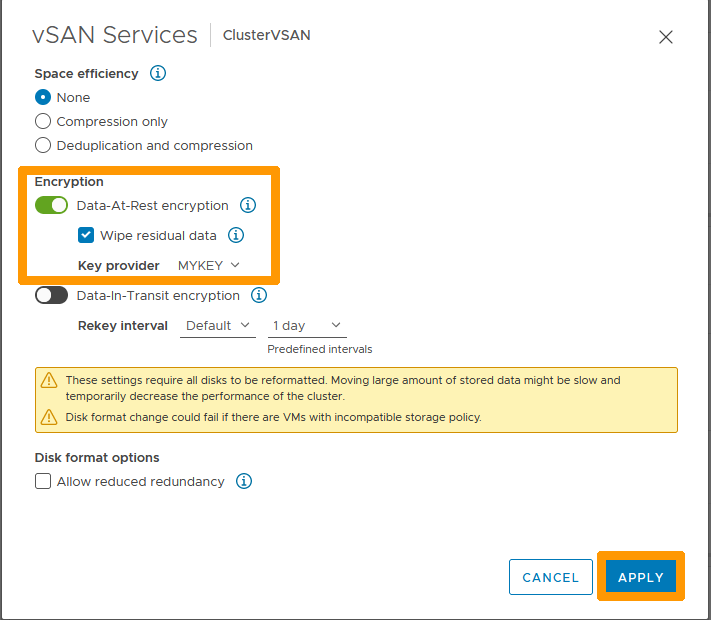 vSAN Services ClusterVSAN
Space efficiency
None
Compression only
Deduplication and compression
Encryption
Data-At-Rest encryption
Wipe residual data
Key provider MYKEY
Data-In-Transit encryption
Rekey interval Default 1 day
Predefined intervals
These settings require all disks to be reformatted. Moving large amount of stored data might be slow and
temporarily decrease the performance of the cluster.
Disk format change could fail if there are VMs with incompatible storage policy.
Disk format options
Allow reduced redundancy
CANCEL APPLY